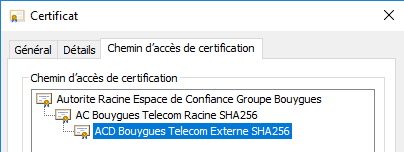 Certificat
Général
Détails
Chemin d'accès de certification
Chemin d'accès de certification
Autorite Racine Espace de Confiance Groupe Bouygues
AC Bouygues Telecom Racine SHA256
ACD Bouygues Telecom Externe SHA256